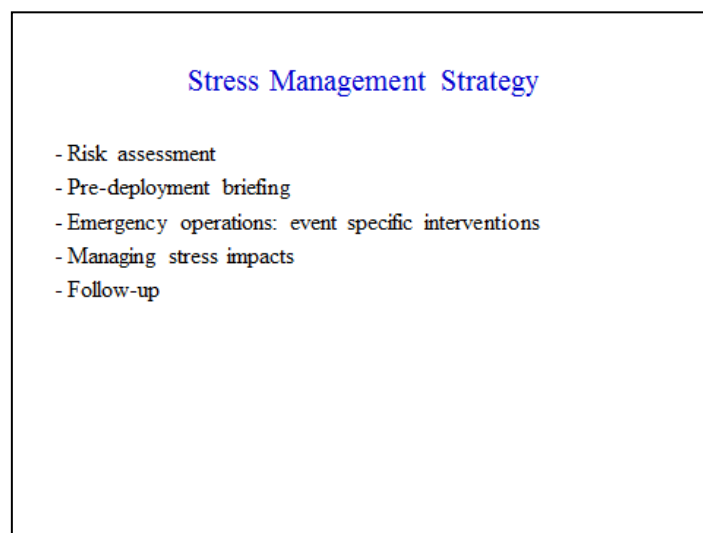 Stress Management Strategy
- Risk assessment
- Pre-deployment briefing
- Emergency operations: event specific interventions
- Managing stress impacts
- Follow-up